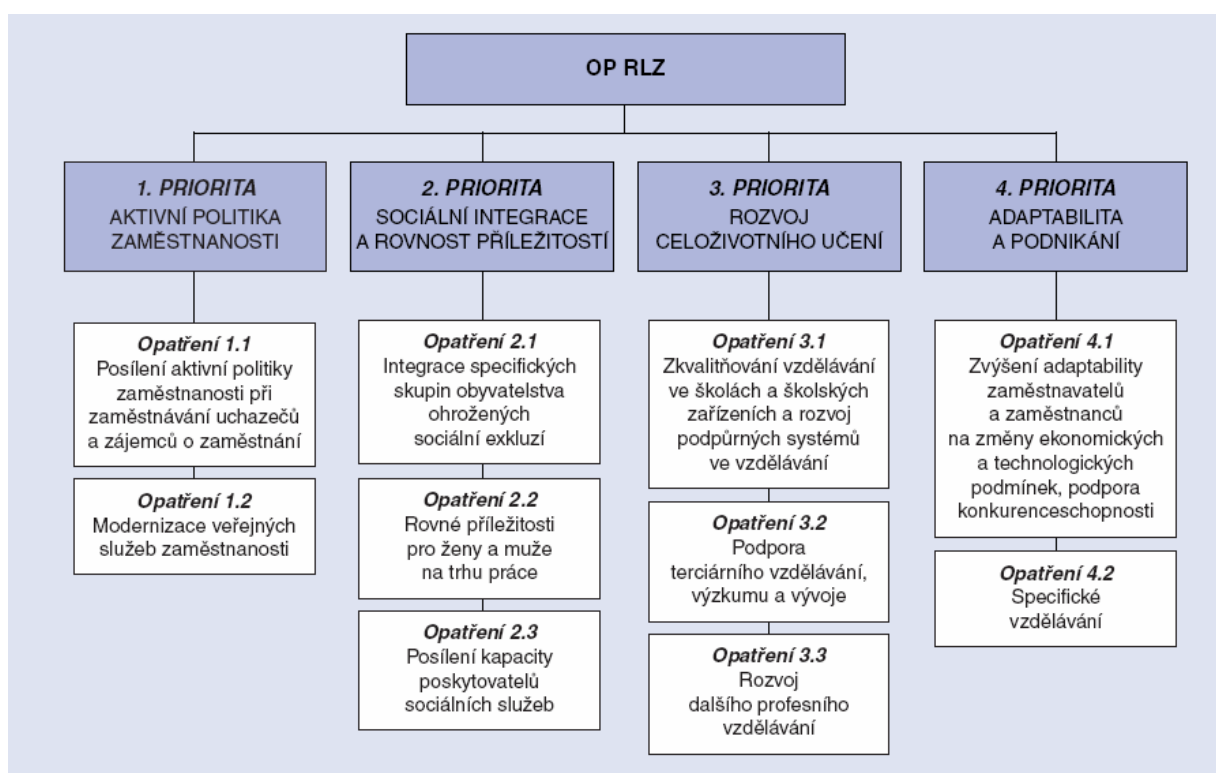 OP RLZ
1. PRIORITA
AKTIVNÍ POLITIKA
ZAMĚSTNANOSTI
2. PRIORITA
SOCIÁLNÍ INTEGRACE
A ROVNOST PŘÍLEŽITOSTÍ
3. PRIORITA
ROZVOJ
CELOŽIVOTNÍHO UČENÍ
4. PRIORITA
ADAPTABILITA
A PODNIKÁNÍ
Opatření 1.1
Posílení aktivní politiky
zaměstnanosti při
zaměstnávání uchazečů
a zájemců o zaměstnání
Opatření 1.2
Modernizace veřejných
služeb zaměstnanosti
Opatření 2.1
Integrace specifických
skupin obyvatelstva
ohrožených
sociální exkluzí
Opatření 2.2
Rovné příležitosti
pro ženy a muže
na trhu práce
Opatření 2.3
Posílení kapacity
poskytovatelů
sociálních služeb
Opatření 3.1
Zkvalitňování vzdělávání
ve školách a školských
zařízeních a rozvoj
podpůrných systémů
ve vzdělávání
Opatření 3.2
Podpora
terciárního vzdělávání,
výzkumu a vývoje
Opatření 3.3
Rozvoj
dalšího profesního
vzdělávání
Opatření 4.1
Zvýšení adaptability
zaměstnavatelů
a zaměstnanců
na změny ekonomických
a technologických
podmínek, podpora
konkurenceschopnosti
Opatření 4.2
Specifické
vzdělávání